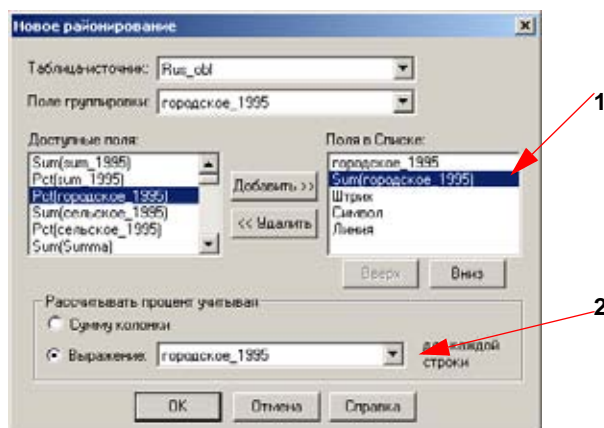 Новое районирование
Таблица-источник: Rus_obl
Поле группировки: городское_1995
Доступные поля:
Sum(sum_1995)
Pct(sum_1995)
Pct(городское_1995)
Sum(сельское_1995)
Pct(сельское_1995)
Sum(Summa)
Добавить >>
<< Удалить
Поля в Списке:
городское_1995
Sum(городское_1995)
Штрих
Символ
Линия
Вверх
Вниз
1
Рассчитывать процент учитывая
Сумму колонки
Выражение: городское_1995
для каждой
строки
2
OK
Отмена
Справка